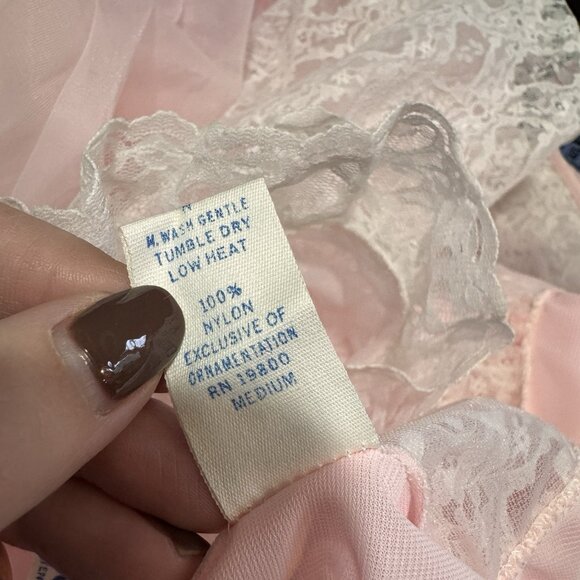 M. WASH GENTLE
TUMBLE DRY
LOW HEAT
100%
NYLON
EXCLUSIVE OF
ORNAMENTATION
RN 19800
MEDIUM